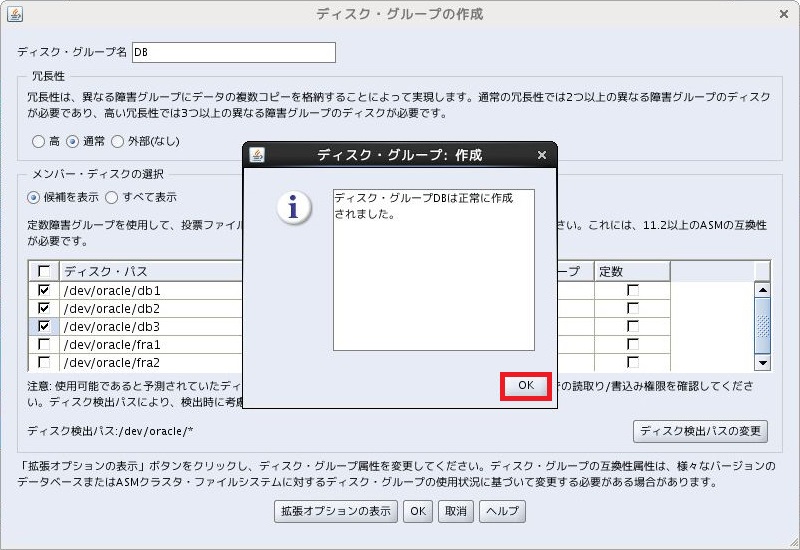 ディスク・グループの作成
ディスク・グループ名 DB
冗長性
冗長性は、異なる障害グループにデータの複数コピーを格納することによって実現します。通常の冗長性では2つ以上の異なる障害グループのディスク
が必要であり、高い冗長性では3つ以上の異なる障害グループのディスクが必要です。
高 通常 外部(なし)
メンバー・ディスクの選択
候補を表示 すべて表示
定数障害グループを使用して、投票ファイル
さい。これには、11.2以上のASMの互換性
が必要です。
ディスク・パス ープ 定数
/dev/oracle/db1
/dev/oracle/db2
/dev/oracle/db3
/dev/oracle/fra1
/dev/oracle/fra2
注意: 使用可能であると予測されていたディ
の読取り/書込み権限を確認してくださ
い。ディスク検出パスにより、検出時に考慮
ディスク検出パス:/dev/oracle/*
ディスク検出パスの変更
「拡張オプションの表示」ボタンをクリックし、ディスク・グループ属性を変更してください。ディスク・グループの互換性属性は、様々なバージョンの
データベースまたはASMクラスタ・ファイルシステムに対するディスク・グループの使用状況に基づいて変更する必要がある場合があります。
拡張オプションの表示 OK 取消 ヘルプ
ディスク・グループ: 作成
ディスク・グループDBは正常に作成
されました。
OK